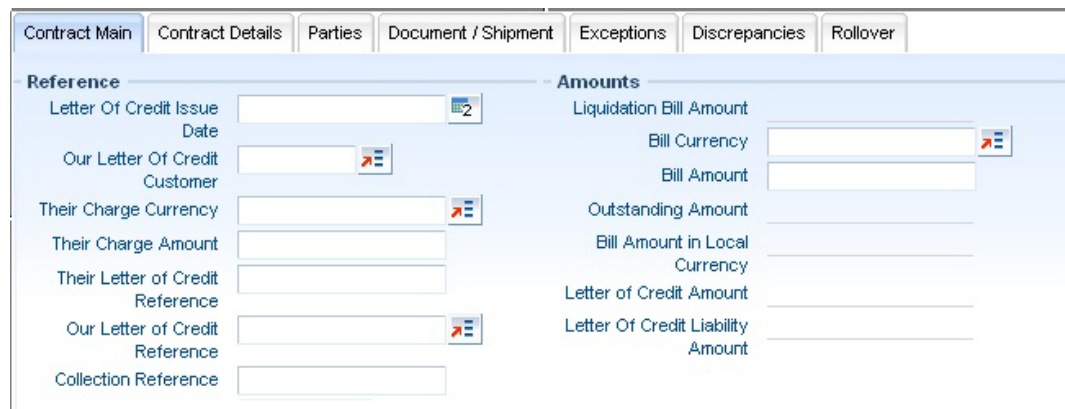 Contract Main Contract Details Parties Document / Shipment Exceptions Discrepancies Rollover
Reference
Letter Of Credit Issue
Date
2
Our Letter Of Credit
Customer
Their Charge Currency
Their Charge Amount
Their Letter of Credit
Reference
Our Letter of Credit
Reference
Collection Reference
Amounts
Liquidation Bill Amount
Bill Currency
Bill Amount
Outstanding Amount
Bill Amount in Local
Currency
Letter of Credit Amount
Letter Of Credit Liability
Amount